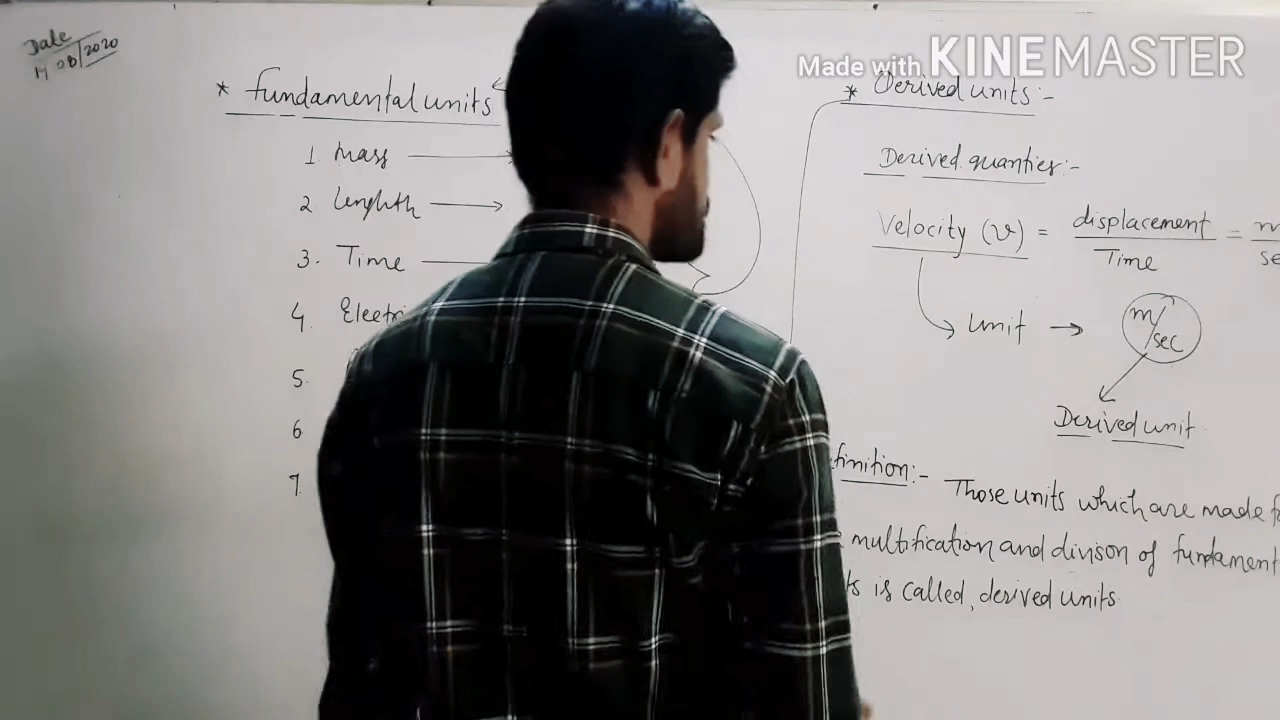 Date
14/08/2020
Made with KINEMASTER
* fundamental units
1. Mass
2. Lenghth
3. Time
4. Electri
5.
6
7.
* Derived units :-
Derived quanties :-
Velocity (v) = displacement / Time = m / se
Unit → m/sec
Derived unit
finition :- Those units which are made f
multification and divison of fundament
ts is called, derived units